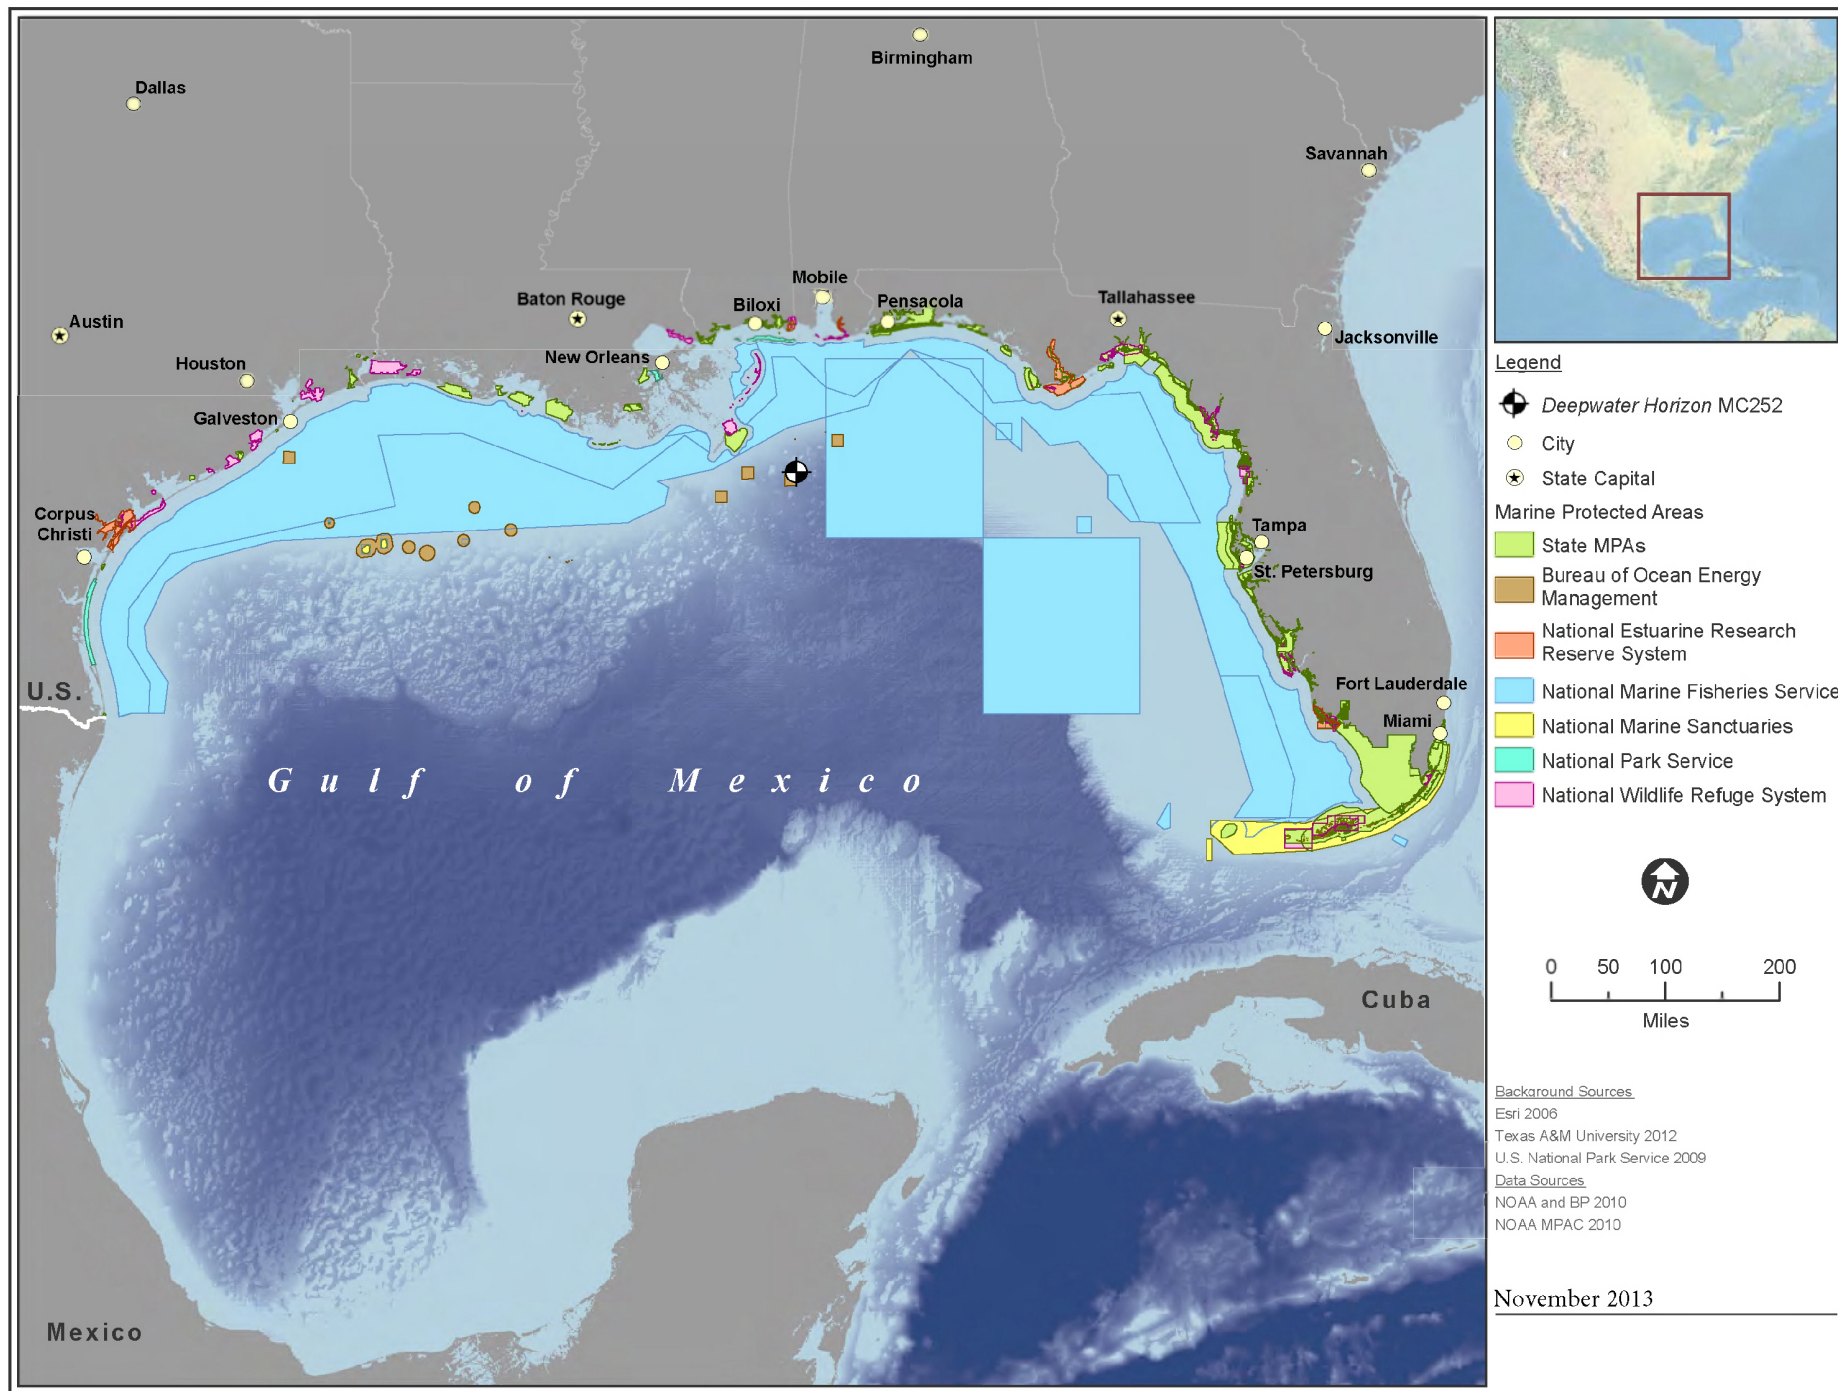 Birmingham
Dallas
Savannah
Mobile
Baton Rouge
Biloxi
Pensacola
Tallahassee
Austin
Jacksonville
Houston
New Orleans
Galveston
Corpus
Christi
Tampa
St. Petersburg
U.S.
Fort Lauderdale
Miami
Gulf of Mexico
Cuba
Mexico
Legend
Deepwater Horizon MC252
City
State Capital
Marine Protected Areas
State MPAs
Bureau of Ocean Energy
Management
National Estuarine Research
Reserve System
National Marine Fisheries Service
National Marine Sanctuaries
National Park Service
National Wildlife Refuge System
N
0 50 100 200
Miles
Background Sources
Esri 2006
Texas A&M University 2012
U.S. National Park Service 2009
Data Sources
NOAA and BP 2010
NOAA MPAC 2010
November 2013